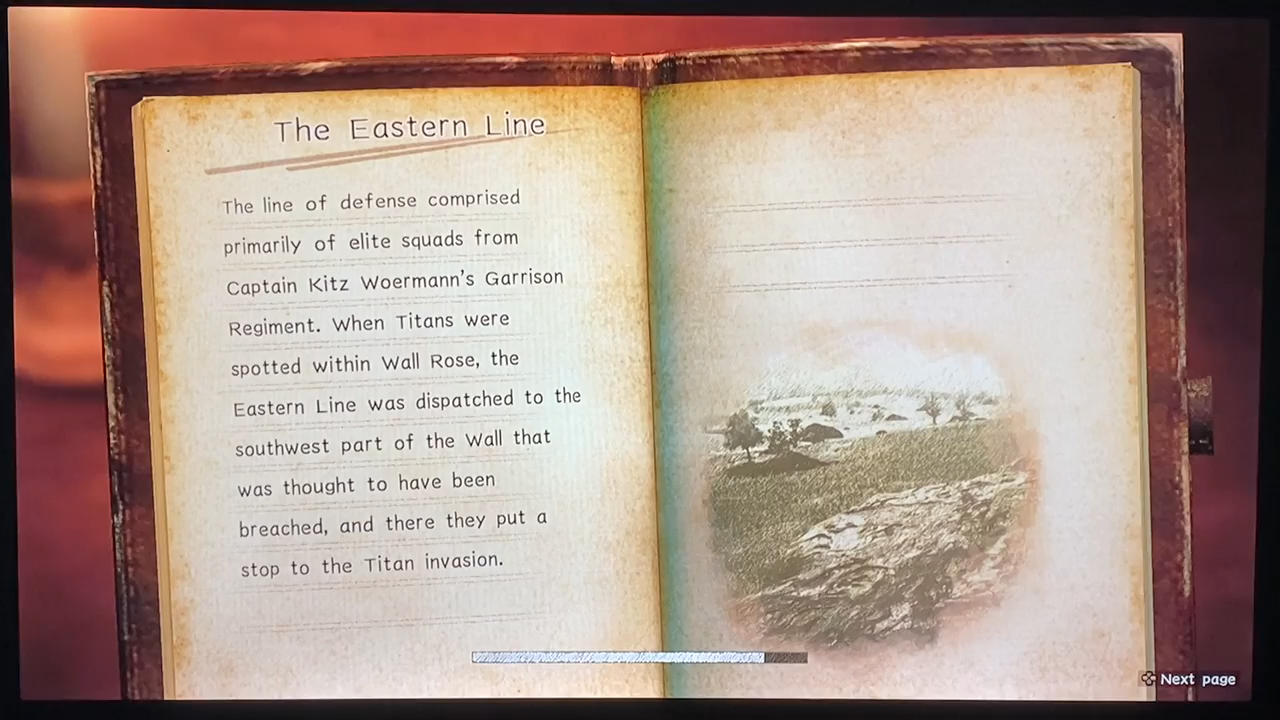 The Eastern Line
The line of defense comprised
primarily of elite squads from
Captain Kitz Woermann's Garrison
Regiment. When Titans were
spotted within Wall Rose, the
Eastern Line was dispatched to the
southwest part of the Wall that
was thought to have been
breached, and there they put a
stop to the Titan invasion.
Next page